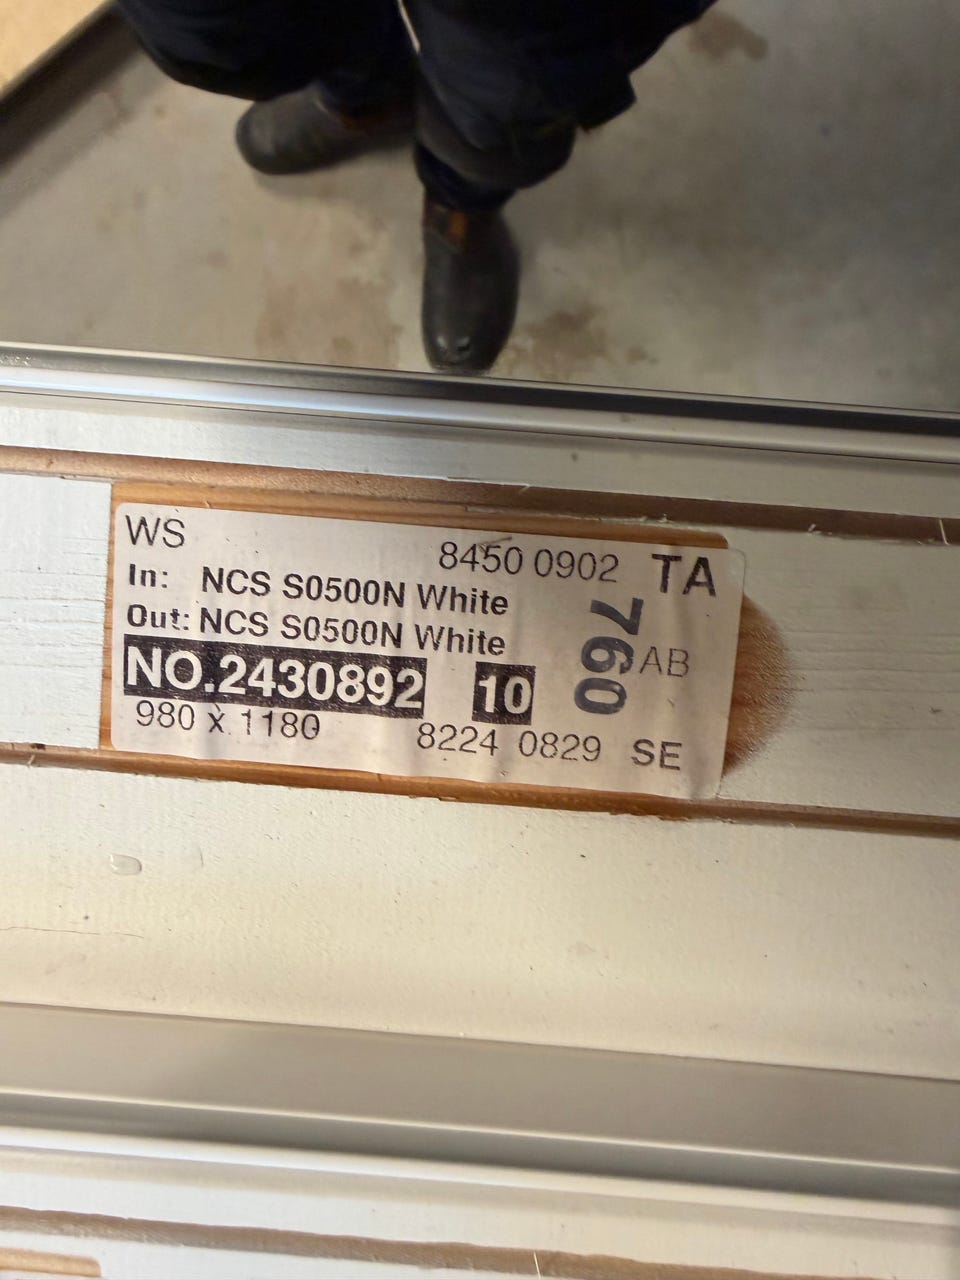 WS
8450 0902 TA
In: NCS S0500N White
Out: NCS S0500N White
760
AB
NO.2430892 10
980 x 1180 8224 0829 SE